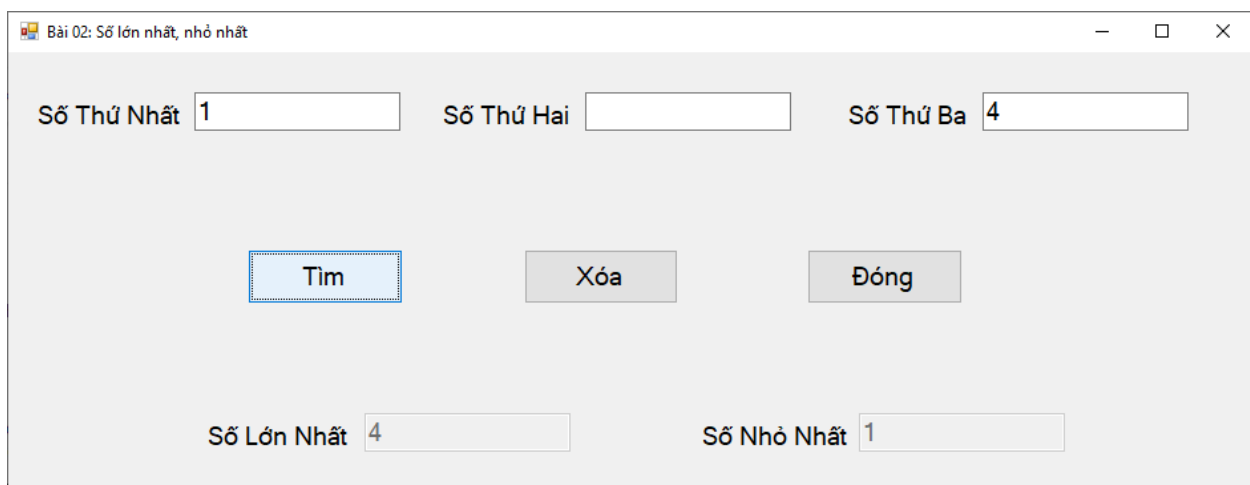 Bài 02: Số lớn nhất, nhỏ nhất
Số Thứ Nhất 1 Số Thứ Hai Số Thứ Ba 4
Tìm Xóa Đóng
Số Lớn Nhất 4 Số Nhỏ Nhất 1